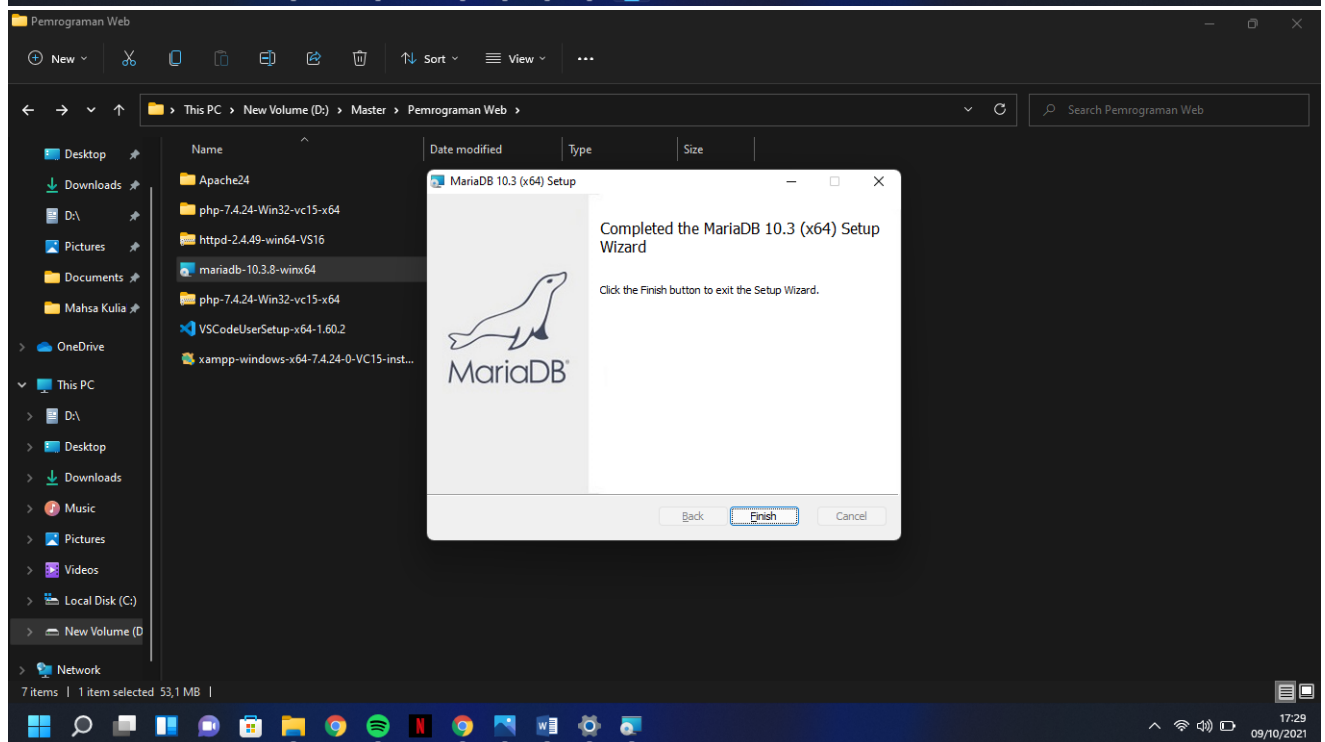 Pemrograman Web
New
Sort
View
This PC > New Volume (D:) > Master > Pemrograman Web >
Search Pemrograman Web
Name
Date modified
Type
Size
Desktop
Downloads
D:\
Pictures
Documents
Mahsa Kulia
OneDrive
This PC
D:\
Desktop
Downloads
Music
Pictures
Videos
Local Disk (C:)
New Volume (D
Network
Apache24
php-7.4.24-Win32-vc15-x64
httpd-2.4.49-win64-VS16
mariadb-10.3.8-winx64
php-7.4.24-Win32-vc15-x64
VSCodeUserSetup-x64-1.60.2
xampp-windows-x64-7.4.24-0-VC15-inst...
MariaDB 10.3 (x64) Setup
Completed the MariaDB 10.3 (x64) Setup
Wizard
Click the Finish button to exit the Setup Wizard.
MariaDB®
Back
Finish
Cancel
7 items | 1 item selected 53,1 MB |
17:29
09/10/2021